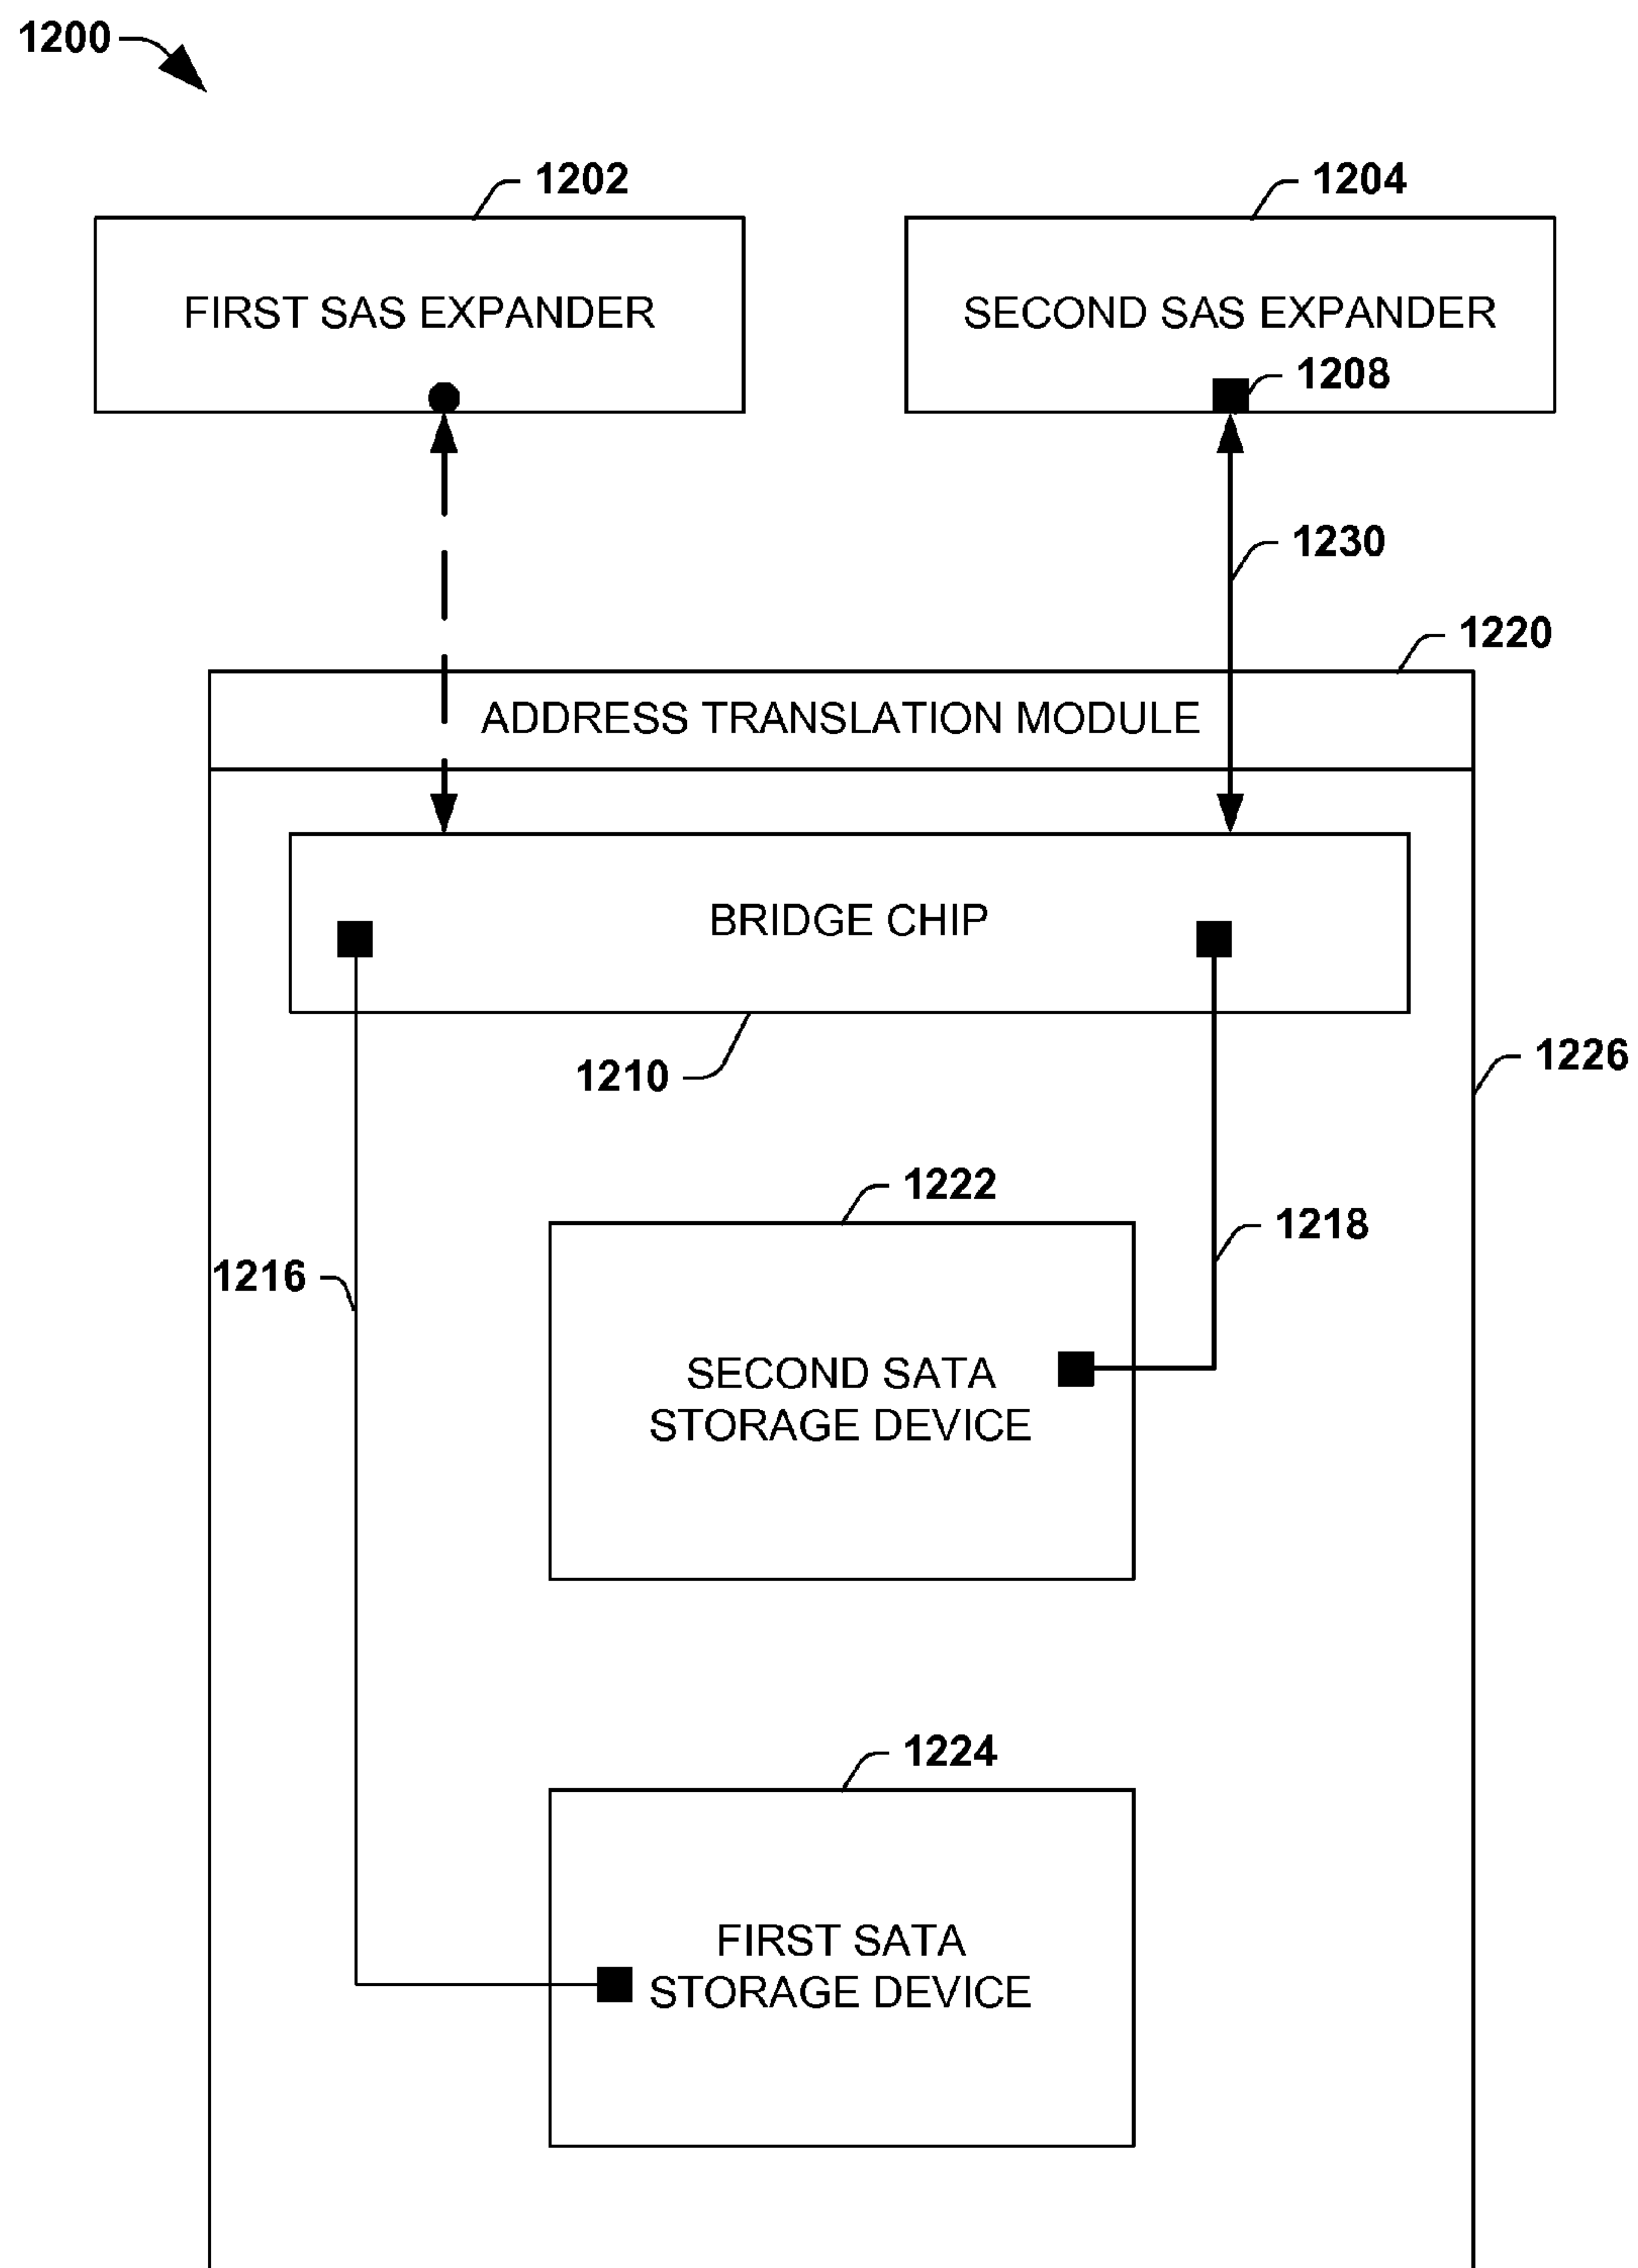 1200
1202
1204
FIRST SAS EXPANDER
SECOND SAS EXPANDER
1208
1230
1220
ADDRESS TRANSLATION MODULE
BRIDGE CHIP
1210
1226
1222
1218
1216
SECOND SATA
STORAGE DEVICE
1224
FIRST SATA
STORAGE DEVICE